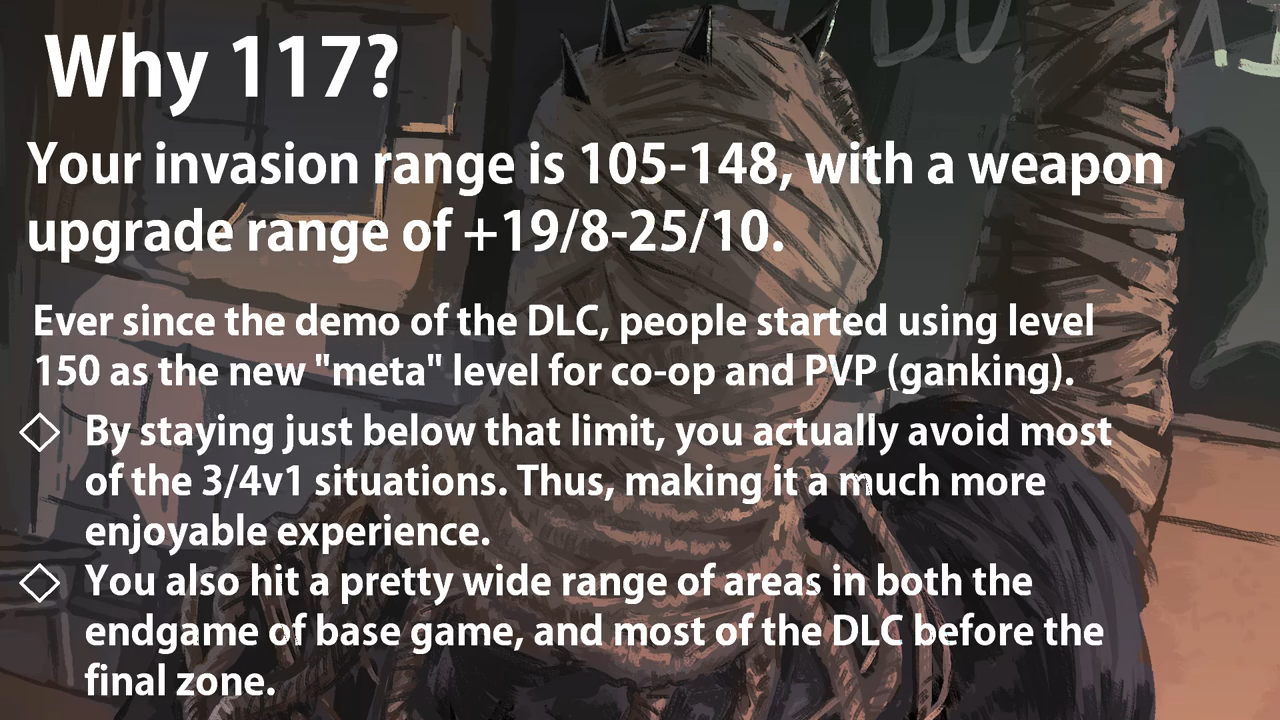 Why 117?
Your invasion range is 105-148, with a weapon
upgrade range of +19/8-25/10.
Ever since the demo of the DLC, people started using level
150 as the new "meta" level for co-op and PVP (ganking).
◇ By staying just below that limit, you actually avoid most
of the 3/4v1 situations. Thus, making it a much more
enjoyable experience.
◇ You also hit a pretty wide range of areas in both the
endgame of base game, and most of the DLC before the
final zone.